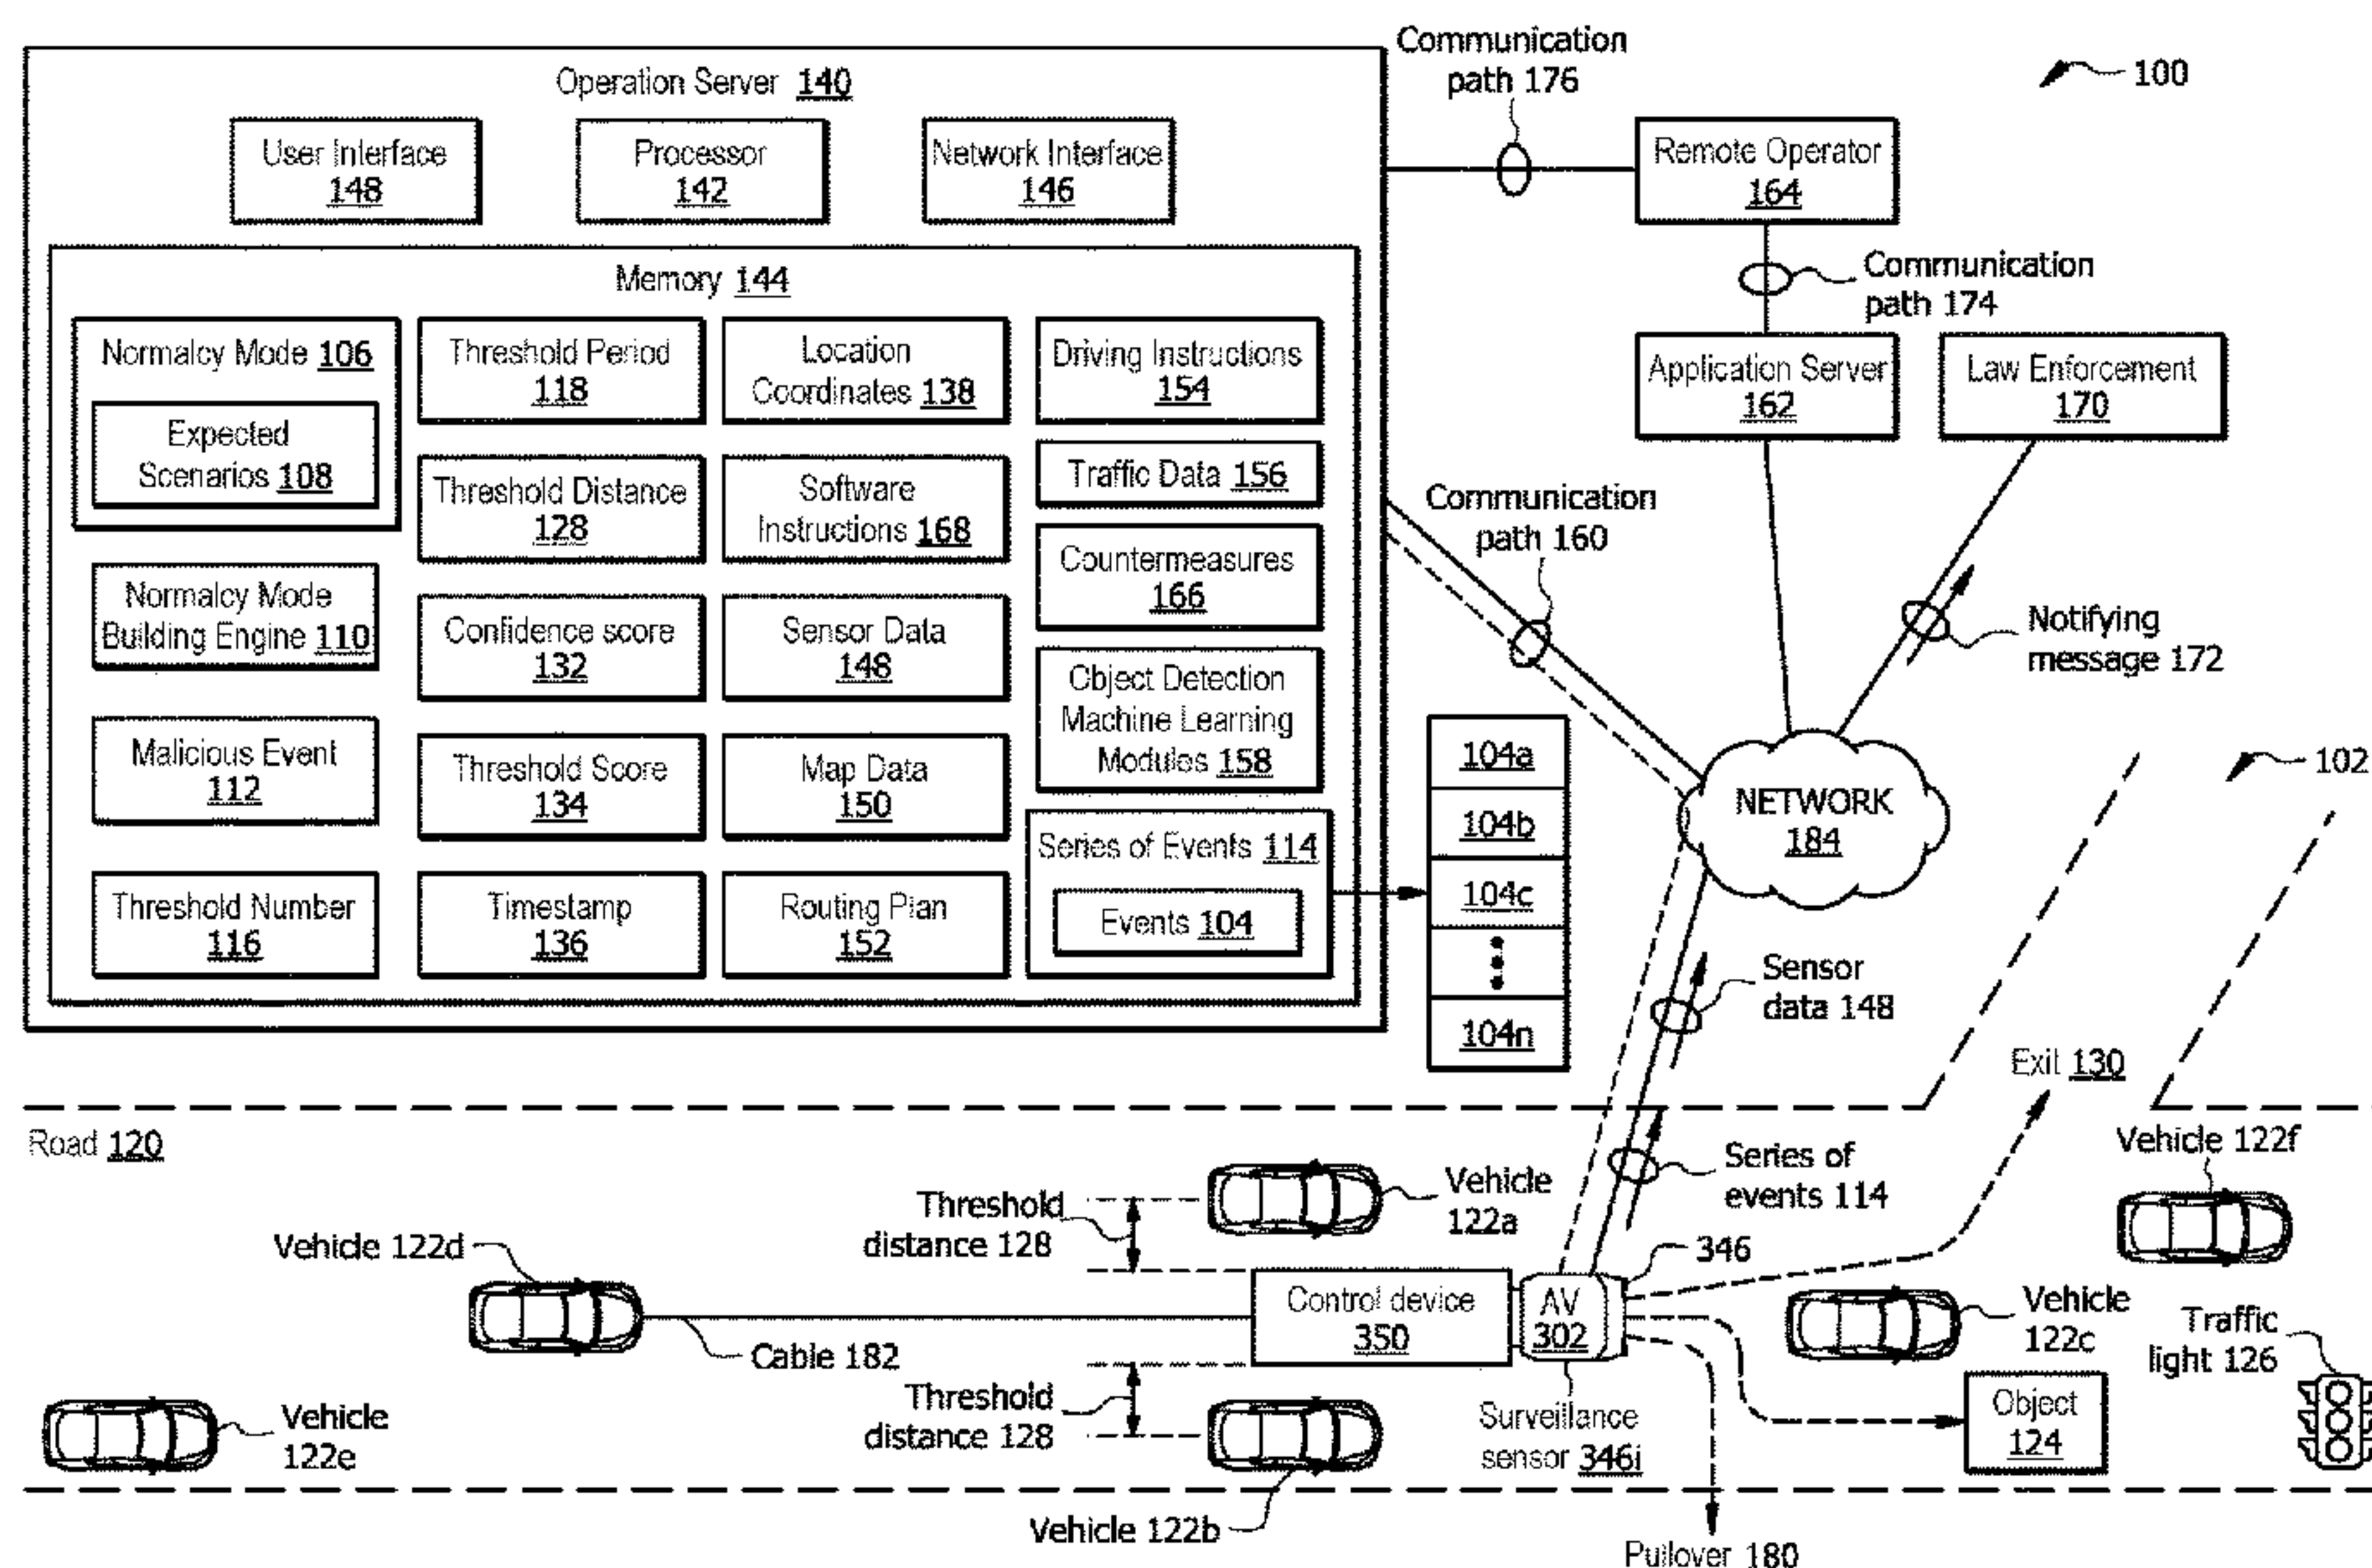 Operation Server 140
User Interface
148
Processor
142
Network Interface
146
Memory 144
Normalcy Mode 106
Expected
Scenarios 108
Normalcy Mode
Building Engine 110
Malicious Event
112
Threshold Number
116
Threshold Period
118
Threshold Distance
128
Confidence score
132
Threshold Score
134
Timestamp
136
Location
Coordinates 138
Software
Instructions 168
Sensor Data
148
Map Data
150
Routing Plan
152
Driving Instructions
154
Traffic Data 156
Countermeasures
166
Object Detection
Machine Learning
Modules 158
Series of Events 114
Events 104
104a
104b
104c
104n
Communication
path 176
100
Remote Operator
164
Communication
path 174
Application Server
162
Law Enforcement
170
Communication
path 160
Notifying
message 172
NETWORK
184
102
Sensor
data 148
Exit 130
Road 120
Series of
events 114
Vehicle 122f
Vehicle
122a
Threshold
distance 128
Vehicle 122d
346
Control device
350
AV
302
Vehicle
122c
Traffic
light 126
Cable 182
Threshold
distance 128
Vehicle
122e
Surveillance
sensor 346i
Object
124
Vehicle 122b
Pullover 180